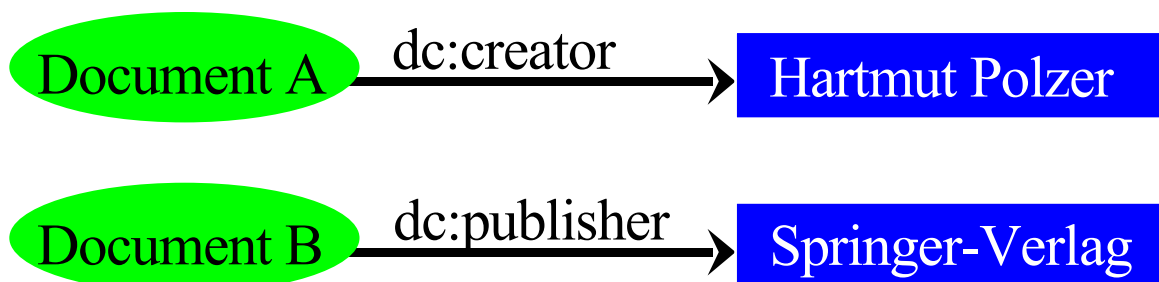 Document A dc:creator Hartmut Polzer
Document B dc:publisher Springer-Verlag